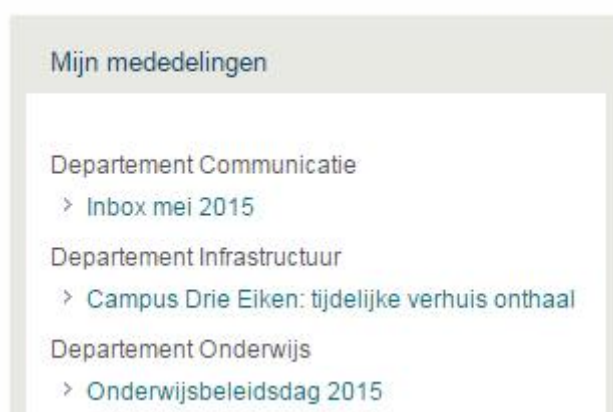 Mijn mededelingen
Departement Communicatie
> Inbox mei 2015
Departement Infrastructuur
> Campus Drie Eiken: tijdelijke verhuis onthaal
Departement Onderwijs
> Onderwijsbeleidsdag 2015